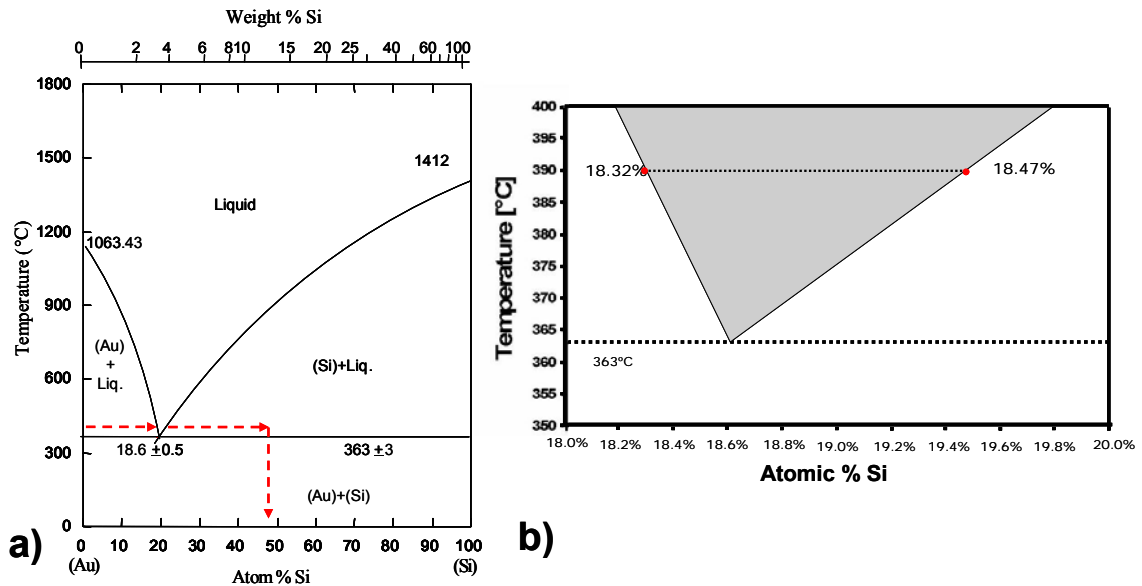 Weight % Si
0 2 4 6 810 15 20 25 40 60 100
Temperature (°C)
1800
1500
1200
900
600
300
0
1412
Liquid
1063.43
(Au)
+
Liq.
(Si)+Liq.
18.6 ±0.5
363 ±3
(Au)+(Si)
0 10 20 30 40 50 60 70 80 90 100
(Au)
(Si)
Atom % Si
a)
Temperature [°C]
400
395
390
385
380
375
370
365
360
355
350
18.32%
18.47%
363°C
18.0% 18.2% 18.4% 18.6% 18.8% 19.0% 19.2% 19.4% 19.6% 19.8% 20.0%
Atomic % Si
b)